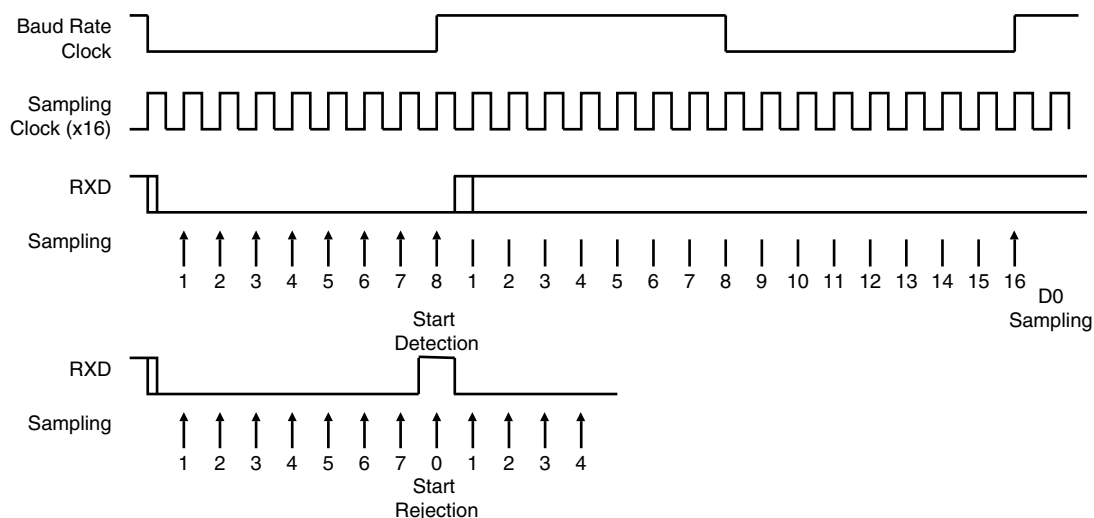 Baud Rate
Clock
Sampling
Clock (x16)
RXD
Sampling
1 2 3 4 5 6 7 8 1 2 3 4 5 6 7 8 9 10 11 12 13 14 15 16
D0
Sampling
Start
Detection
RXD
Sampling
1 2 3 4 5 6 7 0 1 2 3 4
Start
Rejection